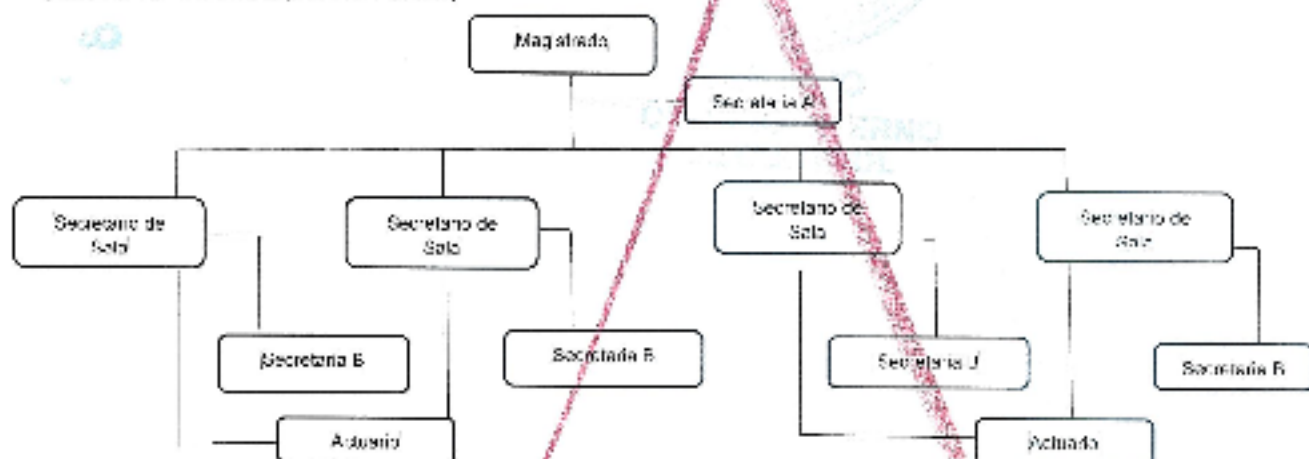 Magistrado
Secretaria A
Secretario de
Sala
Secretario de
Sala
Secretario de
Sala
Secretario de
Sala
Secretaria B
Secretaria B
Secretaria
Secretaria B
Actuario
Actuario